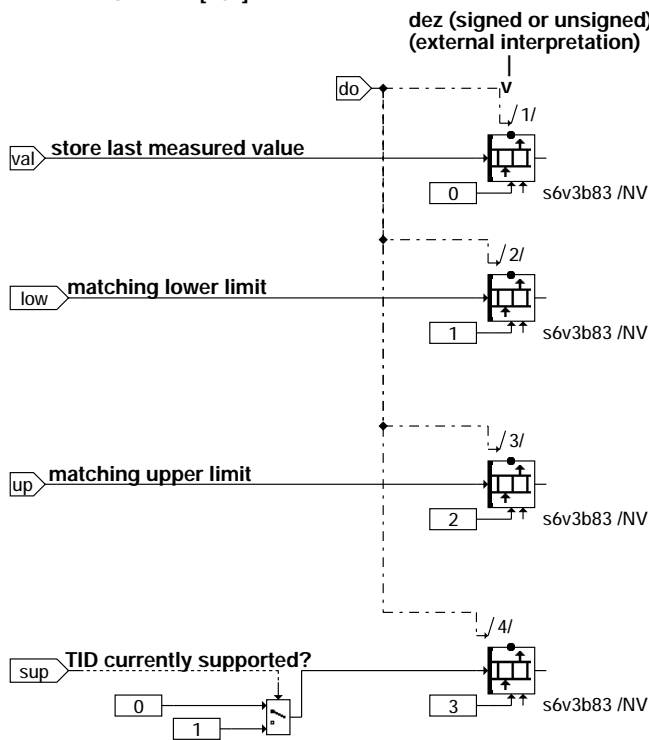 dez (signed or unsigned)
(external interpretation)
do
v
/1/
val
store last measured value
0
s6v3b83 /NV
/2/
low
matching lower limit
1
s6v3b83 /NV
/3/
up
matching upper limit
2
s6v3b83 /NV
/4/
sup
TID currently supported?
0
1
3
s6v3b83 /NV